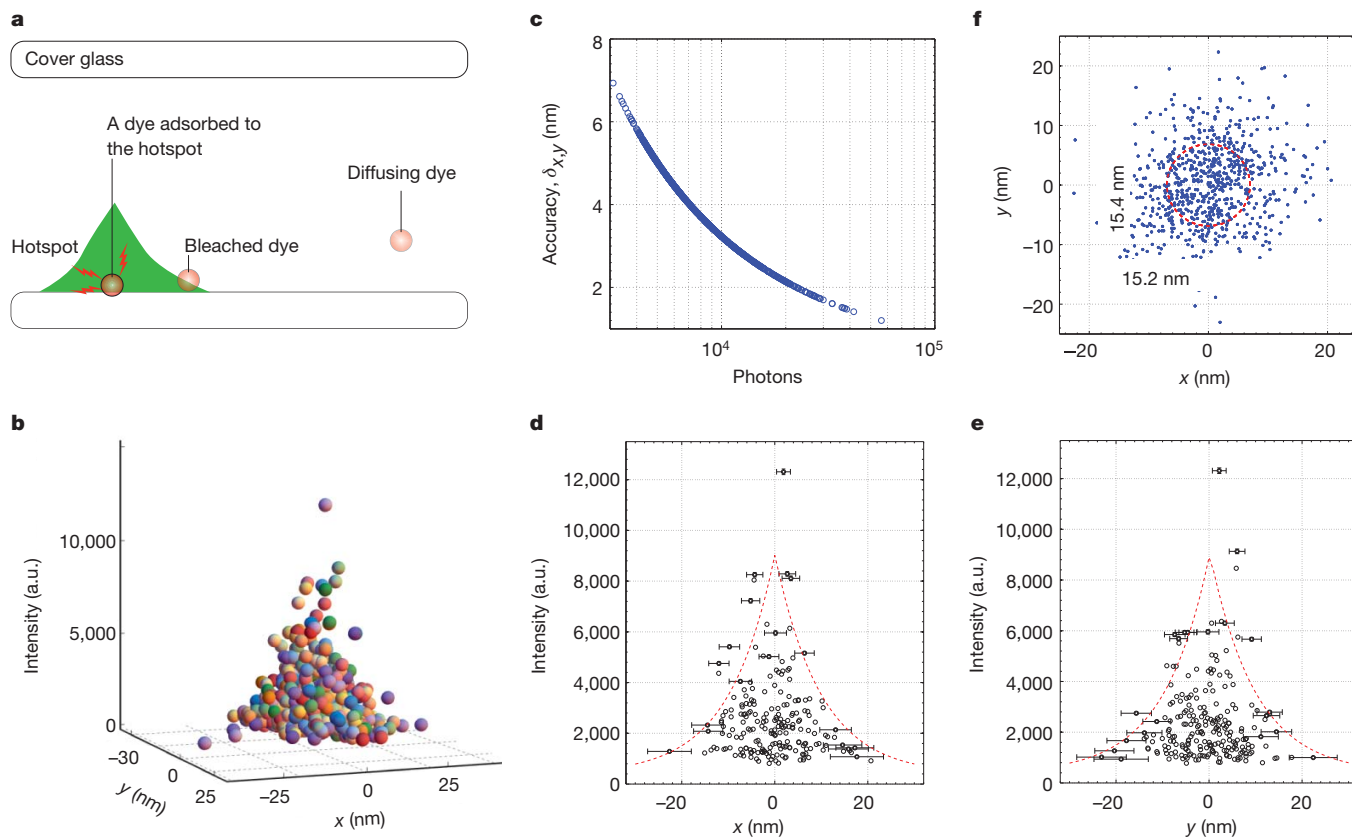 a
Cover glass
A dye adsorbed to
the hotspot
Diffusing dye
Hotspot
Bleached dye
b
10,000
5,000
0
Intensity (a.u.)
−30
0
25
y (nm)
−25
0
25
x (nm)
c
8
6
4
2
Accuracy, δx,y (nm)
10⁴
10⁵
Photons
d
12,000
10,000
8,000
6,000
4,000
2,000
0
Intensity (a.u.)
−20
0
20
x (nm)
f
20
10
0
−10
−20
y (nm)
15.4 nm
15.2 nm
−20
−10
0
10
20
x (nm)
e
12,000
10,000
8,000
6,000
4,000
2,000
0
Intensity (a.u.)
−20
0
20
y (nm)